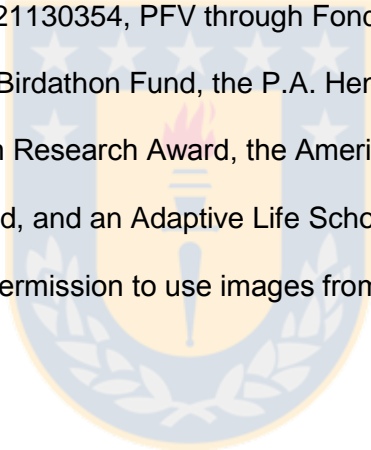 21130354, PFV through Fond
Birdathon Fund, the P.A. Hen
n Research Award, the Ameri
d, and an Adaptive Life Scho
ermission to use images from